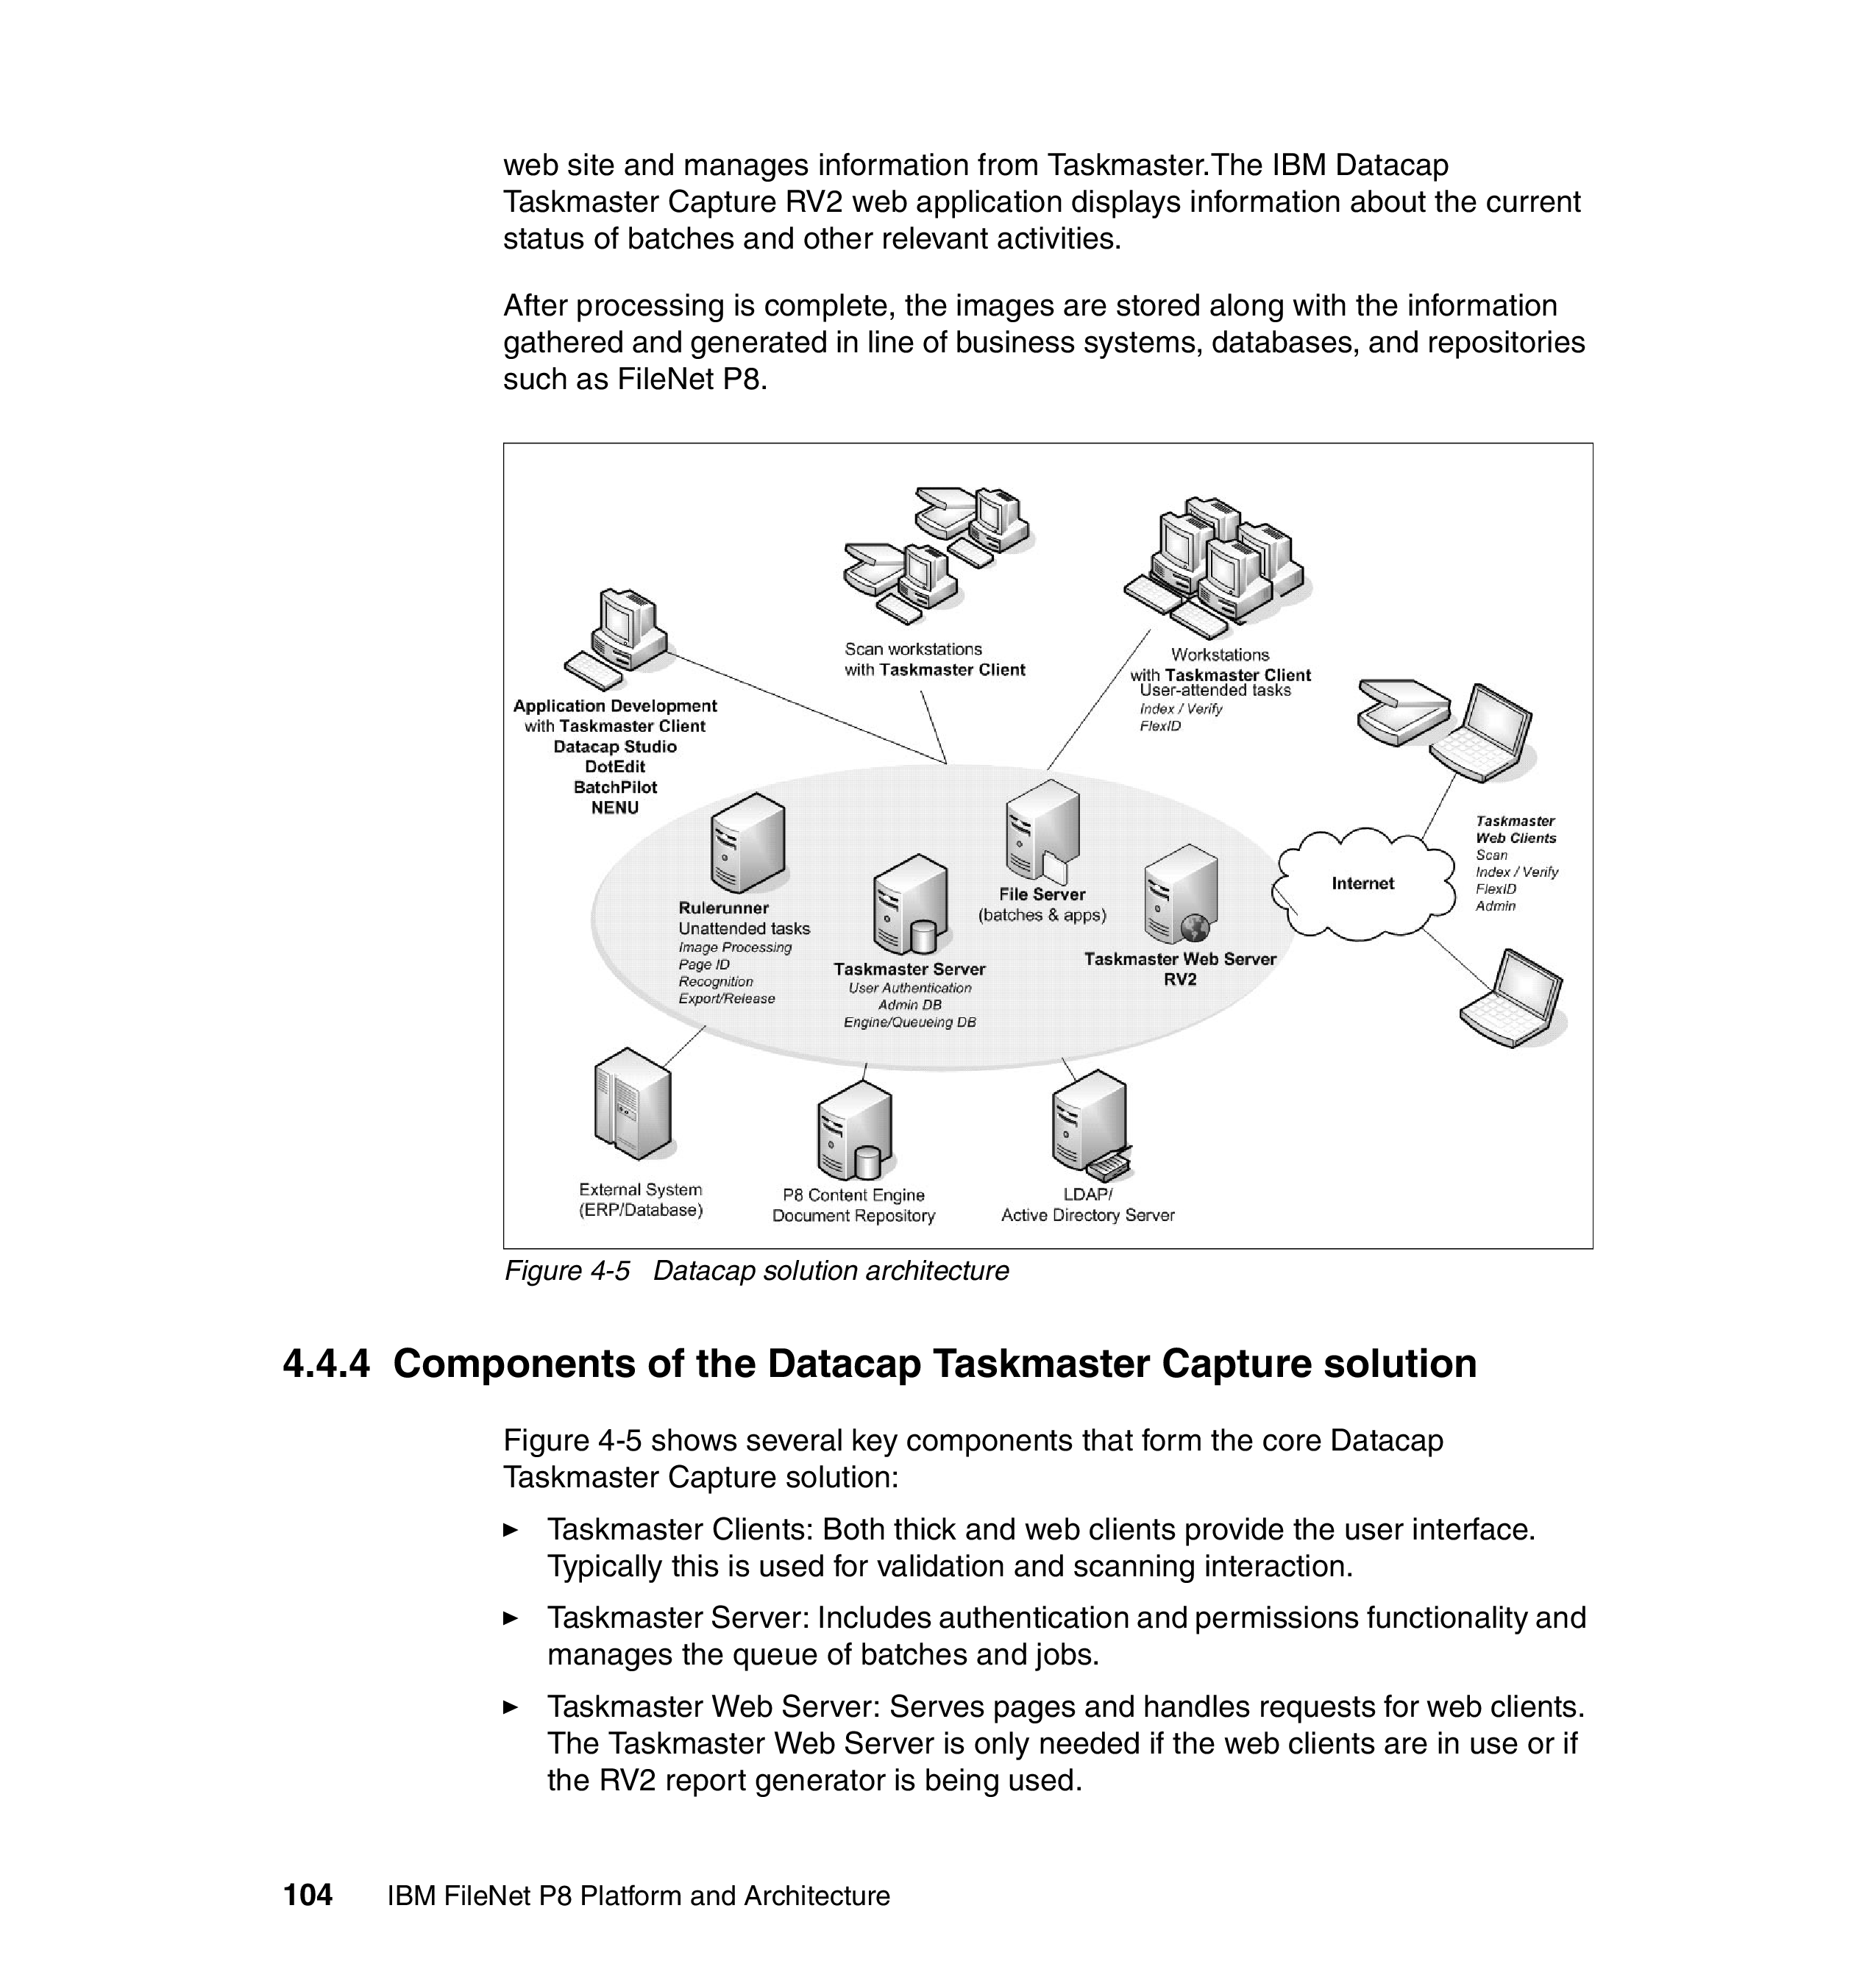 web site and manages information from Taskmaster.The IBM Datacap
Taskmaster Capture RV2 web application displays information about the current
status of batches and other relevant activities.
After processing is complete, the images are stored along with the information
gathered and generated in line of business systems, databases, and repositories
such as FileNet P8.
Scan workstations
with Taskmaster Client
Workstations
with Taskmaster Client
User-attended tasks
Index / Verify
FlexID
Application Development
with Taskmaster Client
Datacap Studio
DotEdit
BatchPilot
NENU
Taskmaster
Web Clients
Scan
Index / Verify
FlexID
Admin
Internet
File Server
(batches & apps)
Rulerunner
Unattended tasks
Image Processing
Page ID
Recognition
Export/Release
Taskmaster Server
User Authentication
Admin DB
Engine/Queueing DB
Taskmaster Web Server
RV2
External System
(ERP/Database)
P8 Content Engine
Document Repository
LDAP/
Active Directory Server
Figure 4-5 Datacap solution architecture
4.4.4 Components of the Datacap Taskmaster Capture solution
Figure 4-5 shows several key components that form the core Datacap
Taskmaster Capture solution:
► Taskmaster Clients: Both thick and web clients provide the user interface.
Typically this is used for validation and scanning interaction.
► Taskmaster Server: Includes authentication and permissions functionality and
manages the queue of batches and jobs.
► Taskmaster Web Server: Serves pages and handles requests for web clients.
The Taskmaster Web Server is only needed if the web clients are in use or if
the RV2 report generator is being used.
104 IBM FileNet P8 Platform and Architecture